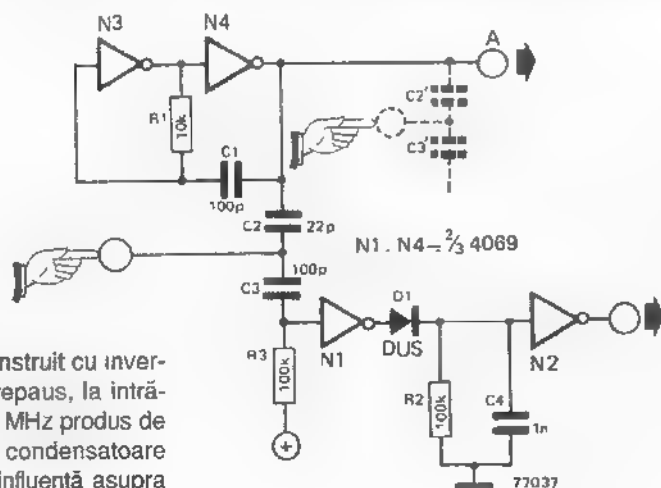 N3
N4
A
R1
10k
C1
100p
C2'
C3'
C2
22p
N1 . N4 = ⅔ 4069
100p
C3
R3
100k
N1
D1
DUS
N2
R2
100k
C4
1n
77037
nstruit cu inver-
repaus, la intră-
MHz produs de
condensatoare
influență asupra